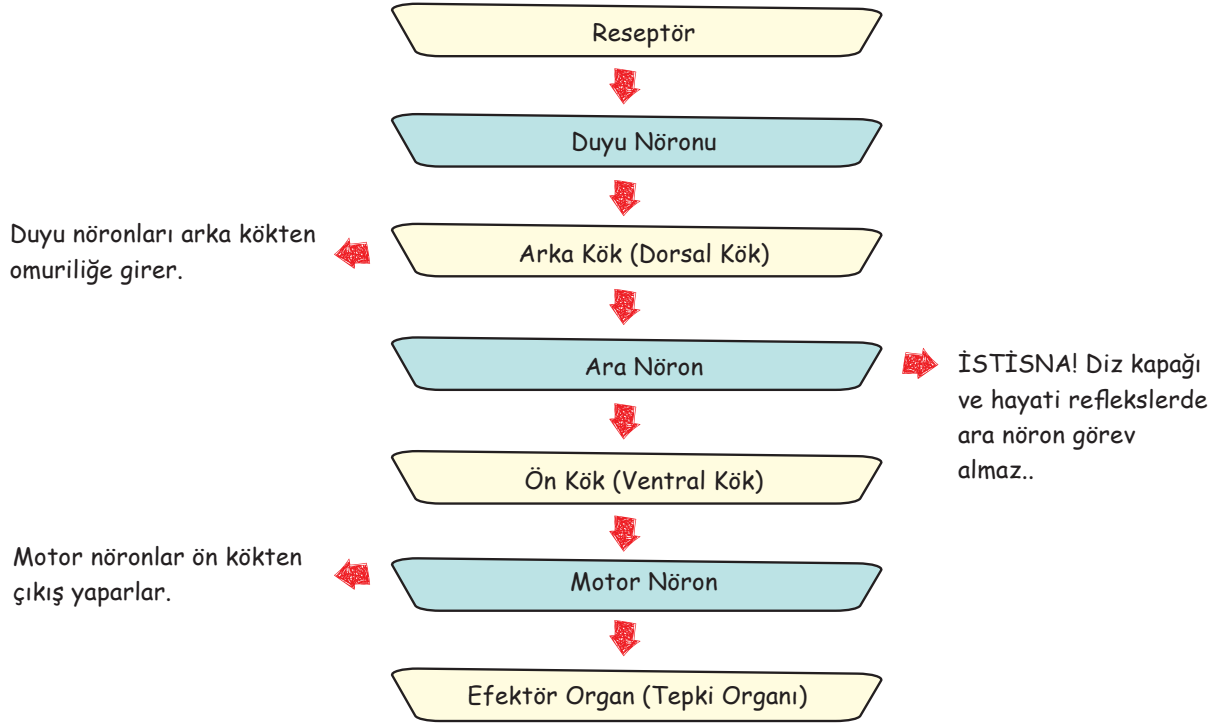 Reseptör
Duyu Nöronu
Duyu nöronları arka kökten
omuriliğe girer.
Arka Kök (Dorsal Kök)
Ara Nöron
İSTİSNA! Diz kapağı
ve hayati reflekslerde
ara nöron görev
almaz..
Ön Kök (Ventral Kök)
Motor nöronlar ön kökten
çıkış yaparlar.
Motor Nöron
Efektör Organ (Tepki Organı)